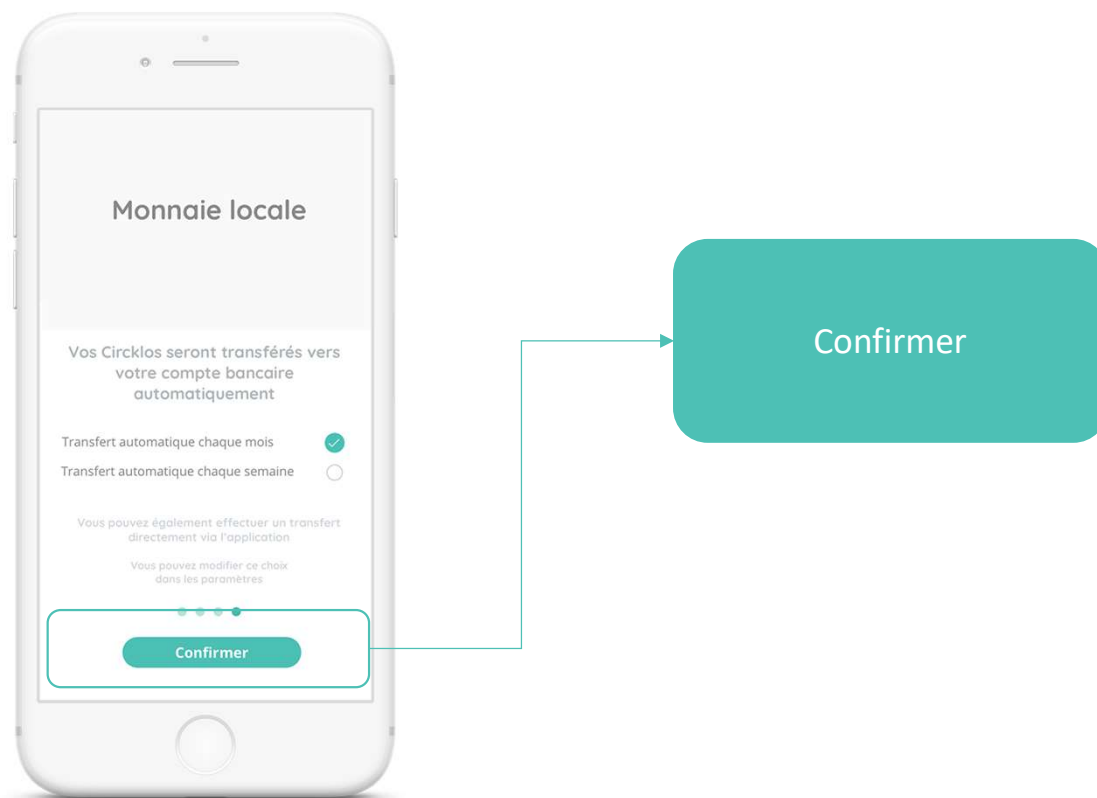 Monnaie locale
Vos Circklos seront transférés vers
votre compte bancaire
automatiquement
Transfert automatique chaque mois
Transfert automatique chaque semaine
Vous pouvez également effectuer un transfert
directement via l'application
Vous pouvez modifier ce choix
dans les paramètres
Confirmer
Confirmer